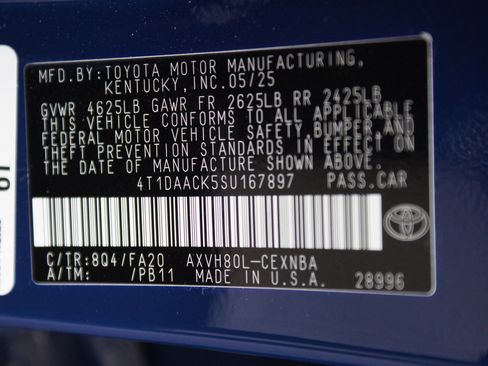 MFD.BY:TOYOTA MOTOR MANUFACTURING,
KENTUCKY,INC.05/25
GVWR 4625LB GAWR FR 2625LB RR 2425LB
THIS VEHICLE CONFORMS TO ALL APPLICABLE
FEDERAL MOTOR VEHICLE SAFETY,BUMPER,AND
THEFT PREVENTION STANDARDS IN EFFECT ON
THE DATE OF MANUFACTURE SHOWN ABOVE.
4T1DAACK5SU167897 PASS.CAR
C/TR:8Q4/FA20 AXVH80L-CEXNBA
A/TM: /PB11 MADE IN U.S.A. 28996